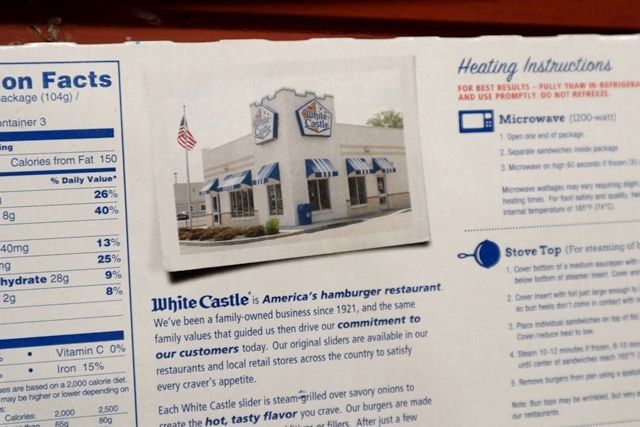 on Facts
ackage (104g) /
ontainer 3
ing
Calories from Fat 150
% Daily Value*
26%
8g 40%
40mg 13%
ng 25%
hydrate 28g 9%
2g 8%
• Vitamin C 0%
• Iron 15%
ues are based on a 2,000 calorie diet.
may be higher or lower depending on
s:
Calories: 2,000 2,500
than 65g 80g
White Castle
White Castle
White Castle is America's hamburger restaurant.
We've been a family-owned business since 1921, and the same
family values that guided us then drive our commitment to
our customers today. Our original sliders are available in our
restaurants and local retail stores across the country to satisfy
every craver's appetite.
Each White Castle slider is steam-grilled over savory onions to
create the hot, tasty flavor you crave. Our burgers are made
or fillers. After just a few
Heating Instructions
FOR BEST RESULTS – FULLY THAW IN REFRIGERA
AND USE PROMPTLY. DO NOT REFREEZE.
Microwave (1200-watt)
1. Open one end of package.
2. Separate sandwiches inside package.
3. Microwave on high 60 seconds if frozen
Microwave wattages may vary requiring slight
heating times. For food safety and quality, hea
internal temperature of 165°F (74°C).
Stove Top (For steaming of b
1. Cover bottom of a medium saucepan with
below bottom of steamer insert. Cover and
2. Cover insert with foil just large enough to
so bun heels don't come in contact with
3. Place individual sandwiches on top of foil.
Cover/reduce heat to low.
4. Steam 10-12 minutes if frozen, 8-10 min
until center of sandwiches reach 165°F
5. Remove burgers from pan using a spatula
Note: Bun tops may be wrinkled, but very s
our restaurants.